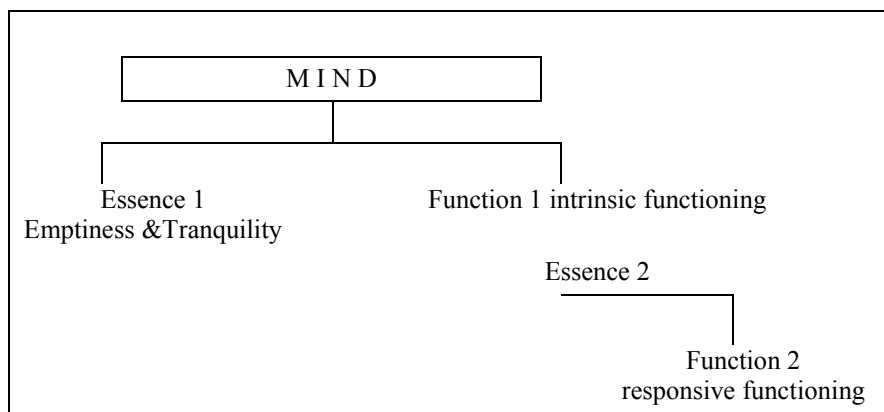 M I N D
Essence 1
Emptiness &Tranquility
Function 1 intrinsic functioning
Essence 2
Function 2
responsive functioning